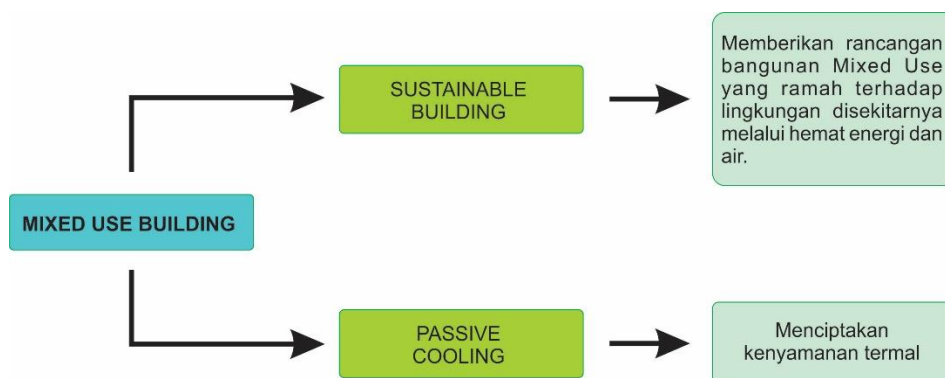 MIXED USE BUILDING
SUSTAINABLE
BUILDING
Memberikan rancangan
bangunan Mixed Use
yang ramah terhadap
lingkungan disekitarnya
melalui hemat energi dan
air.
PASSIVE
COOLING
Menciptakan
kenyamanan termal